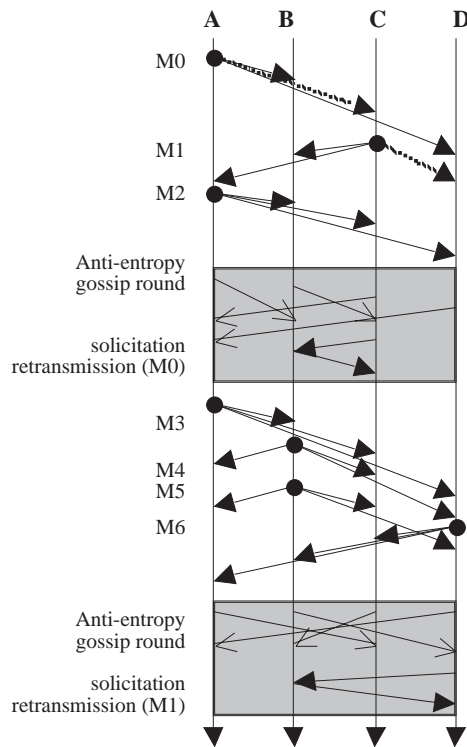 A B C D
M0
M1
M2
Anti-entropy
gossip round
solicitation
retransmission (M0)
M3
M4
M5
M6
Anti-entropy
gossip round
solicitation
retransmission (M1)